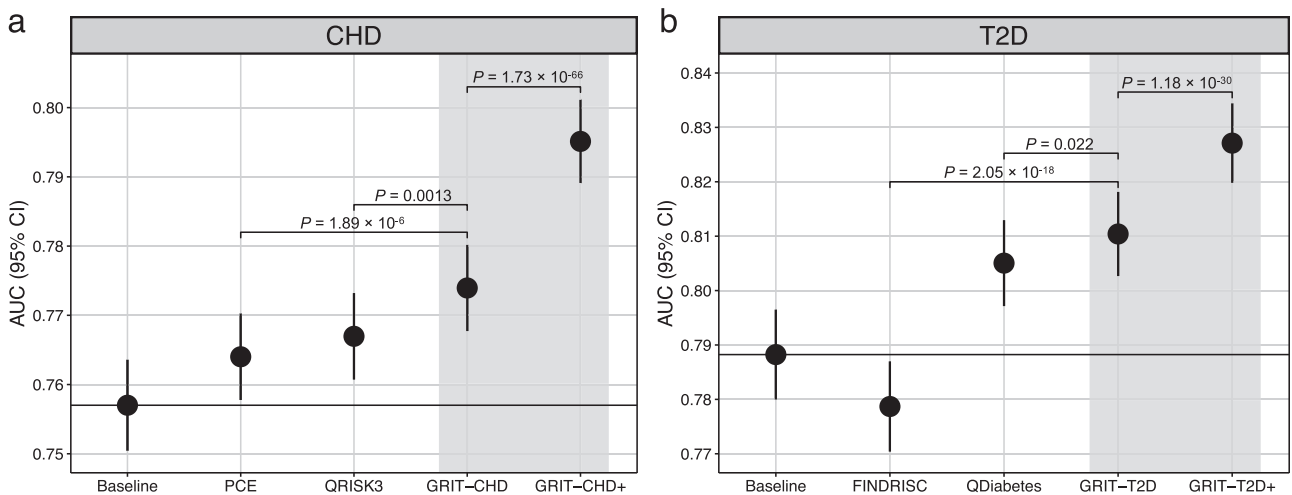 a
CHD
AUC (95% CI)
0.80
0.79
0.78
0.77
0.76
0.75
P = 1.73 × 10-66
P = 0.0013
P = 1.89 × 10-6
Baseline PCE QRISK3 GRIT–CHD GRIT–CHD+
b
T2D
AUC (95% CI)
0.84
0.83
0.82
0.81
0.80
0.79
0.78
0.77
P = 1.18 × 10-30
P = 0.022
P = 2.05 × 10-18
Baseline FINDRISC QDiabetes GRIT–T2D GRIT–T2D+